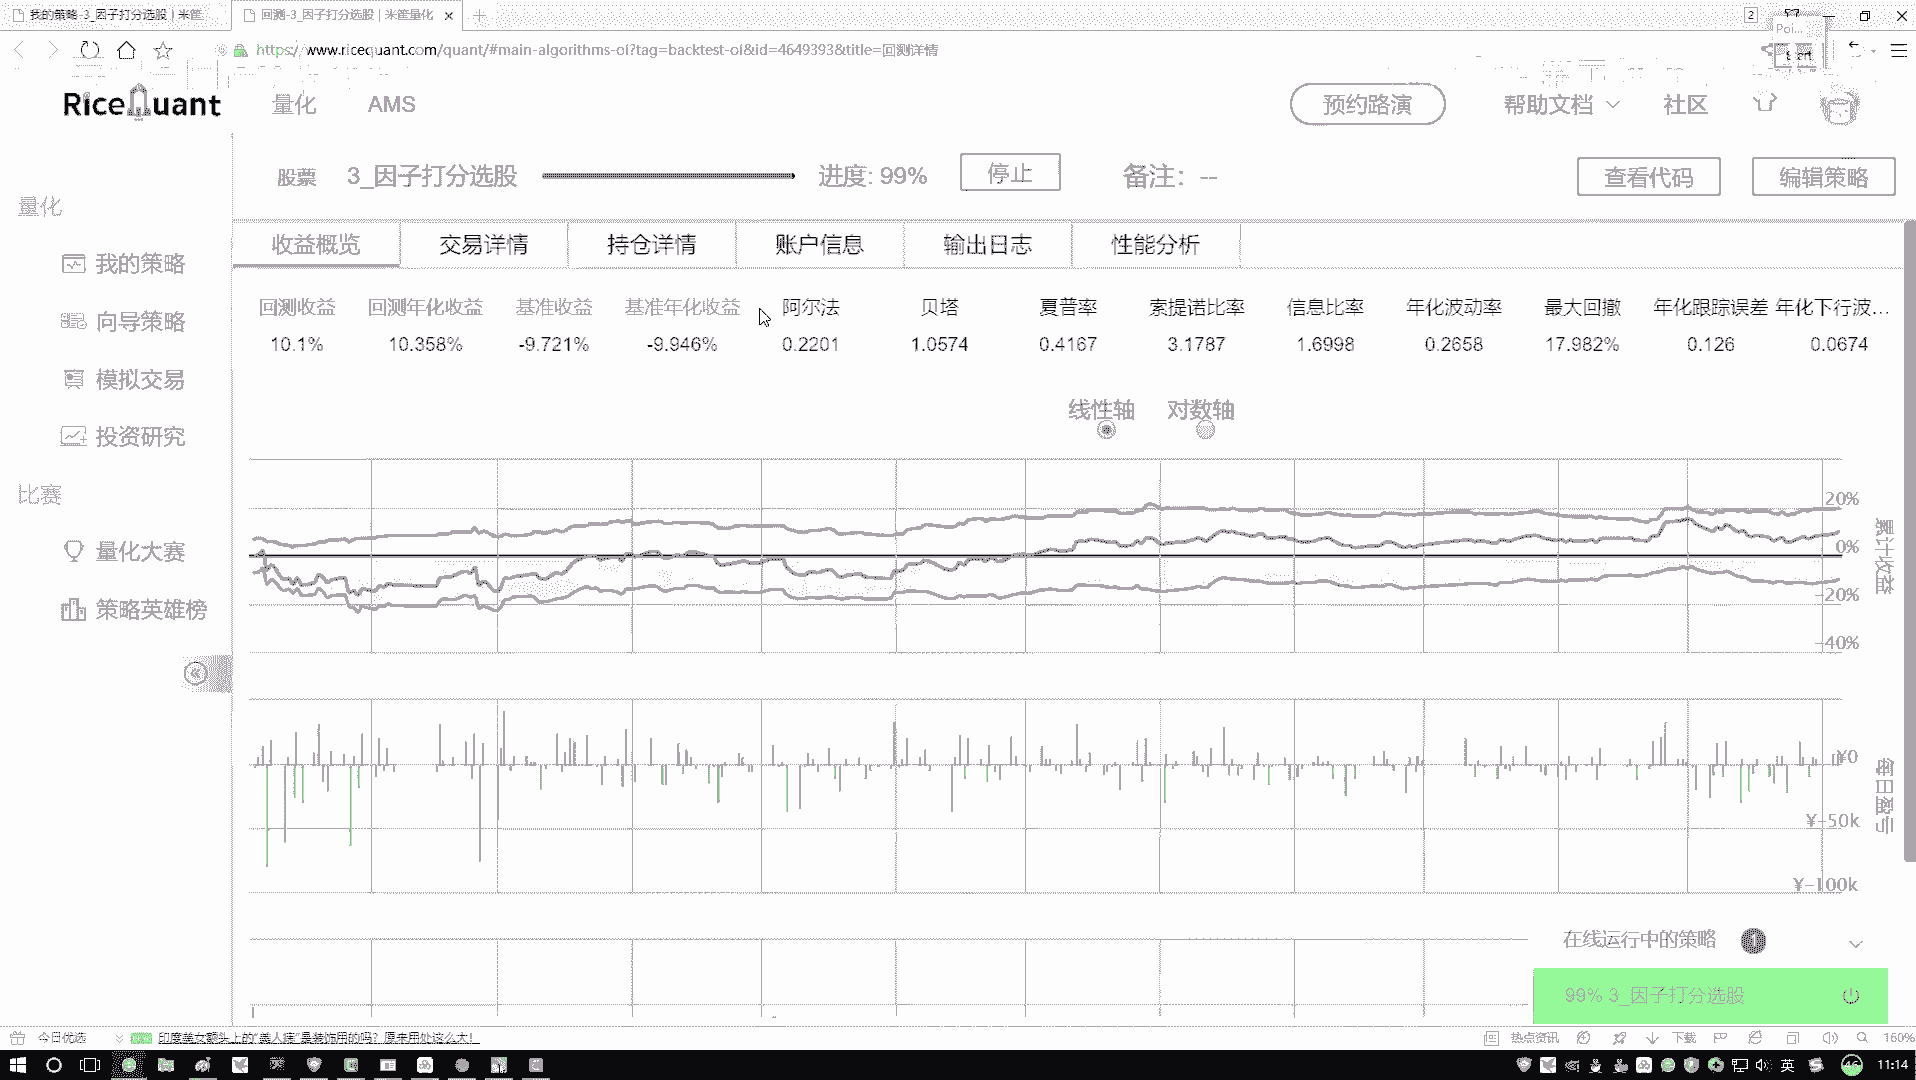 我的策略-3_因子打分选股 | 米筐
回测-3_因子打分选股 | 米筐量化
2
https://www.ricequant.com/quant/#main-algorithms-ol?tag=backtest-ol&id=4649393&title=回测详情
RiceQuant
量化
AMS
预约路演
帮助文档
社区
股票
3_因子打分选股
进度: 99%
停止
备注: --
查看代码
编辑策略
量化
我的策略
向导策略
模拟交易
投资研究
比赛
量化大赛
策略英雄榜
收益概览 交易详情 持仓详情 账户信息 输出日志 性能分析
回测收益 回测年化收益 基准收益 基准年化收益 阿尔法 贝塔 夏普率 索提诺比率 信息比率 年化波动率 最大回撤 年化跟踪误差 年化下行波...
10.1% 10.358% -9.721% -9.946% 0.2201 1.0574 0.4167 3.1787 1.6998 0.2658 17.982% 0.126 0.0674
线性轴 对数轴
20%
0%
-20%
-40%
累计收益
¥0
¥-50k
¥-100k
每日盈亏
在线运行中的策略 1
99% 3_因子打分选股
今日优选
印度美女额头上的"美人痣"是装饰用的吗?原来用处这么大!
热点资讯
下载
160%
英
46
11:14